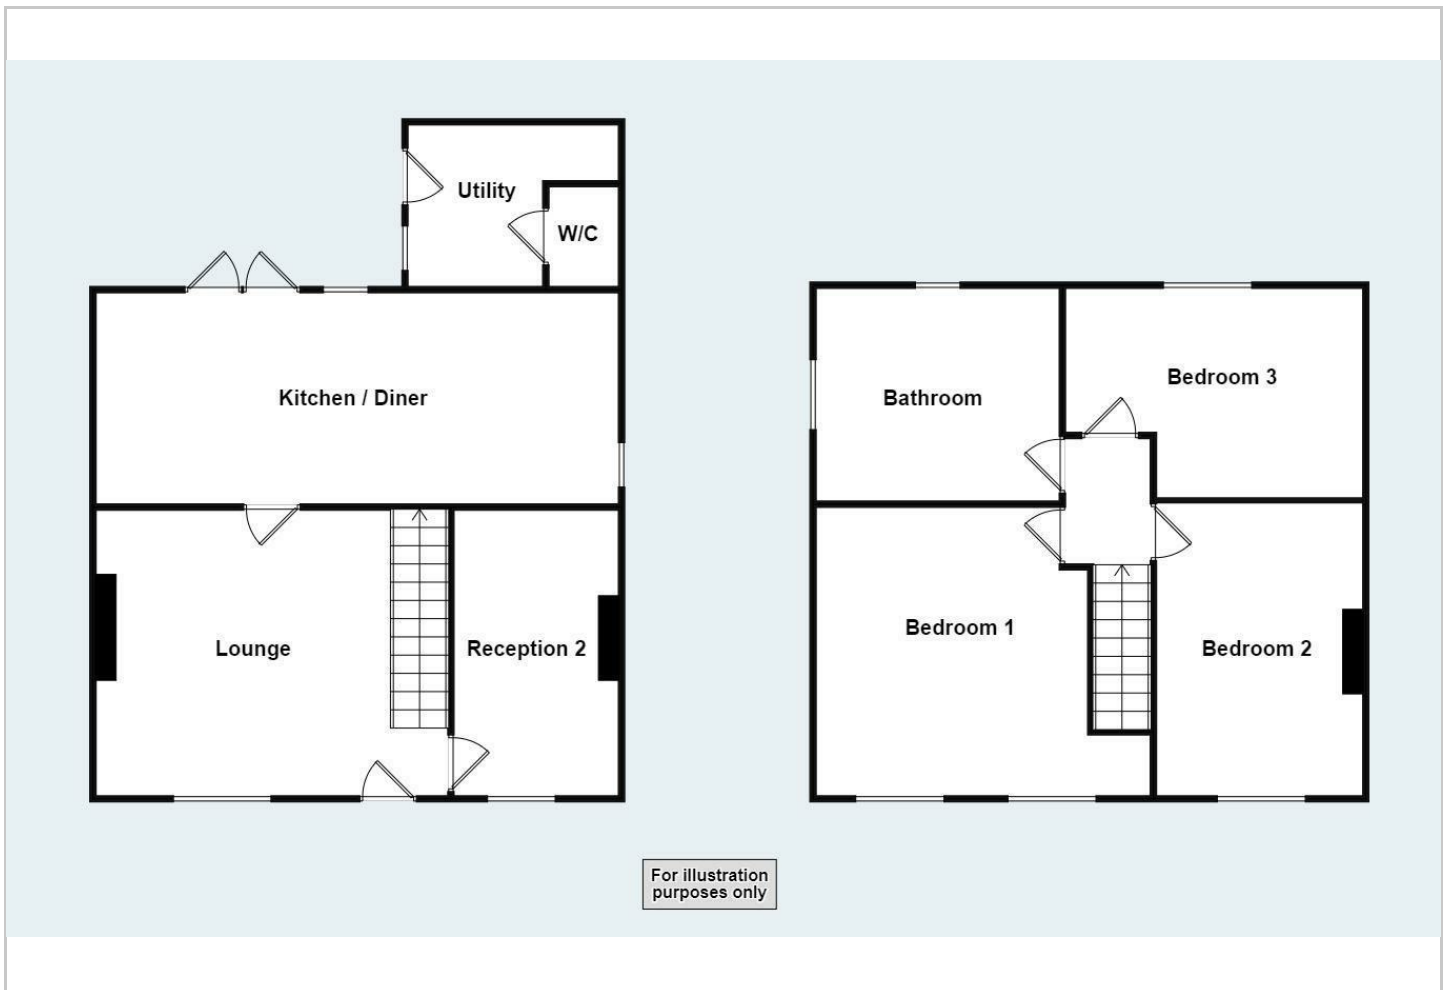 Utility
W/C
Kitchen / Diner
Lounge
Reception 2
Bathroom
Bedroom 3
Bedroom 1
Bedroom 2
For illustration
purposes only